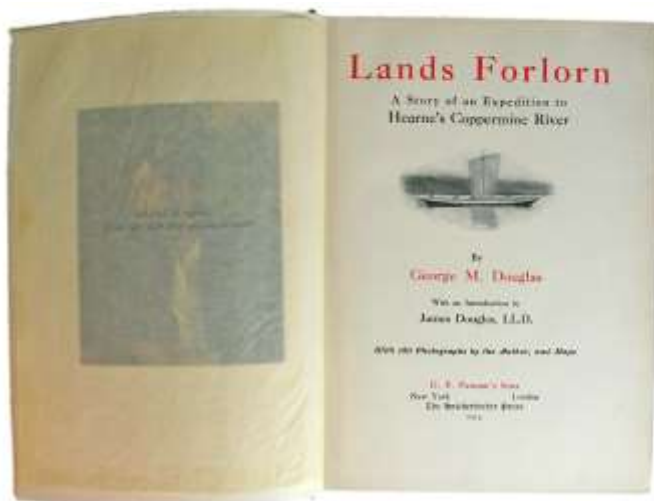 Lands Forlorn
A Story of an Expedition to
Hearne's Coppermine River
By
George M. Douglas
With an Introduction by
James Douglas, LL.D.
With 180 Photographs by the Author, and Maps
G. P. Putnam's Sons
New York London
The Knickerbocker Press